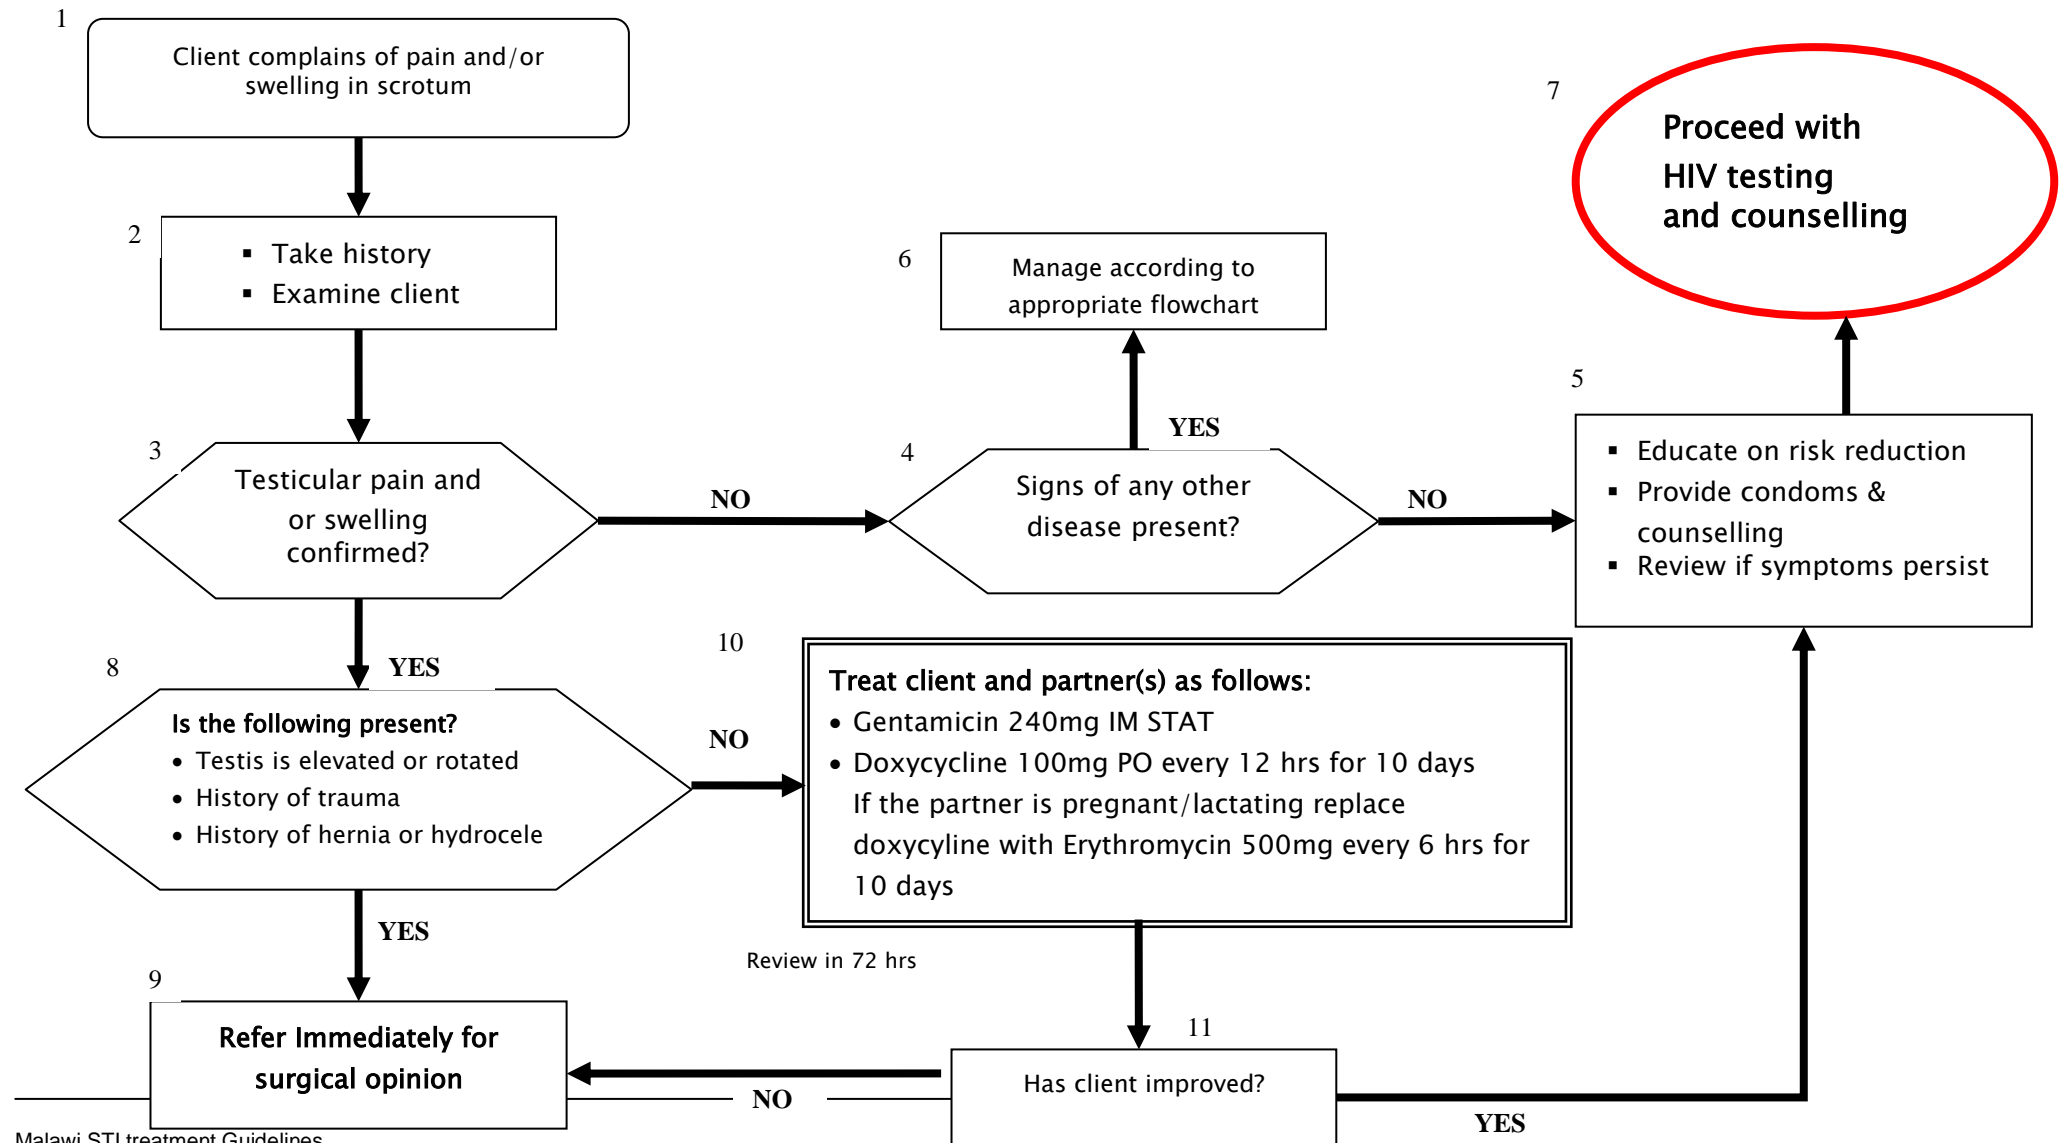 1
Client complains of pain and/or
swelling in scrotum
2
▪ Take history
▪ Examine client
3
Testicular pain and
or swelling
confirmed?
NO
4
Signs of any other
disease present?
YES
6
Manage according to
appropriate flowchart
NO
5
▪ Educate on risk reduction
▪ Provide condoms &
counselling
▪ Review if symptoms persist
7
Proceed with
HIV testing
and counselling
YES
8
Is the following present?
• Testis is elevated or rotated
• History of trauma
• History of hernia or hydrocele
NO
10
Treat client and partner(s) as follows:
• Gentamicin 240mg IM STAT
• Doxycycline 100mg PO every 12 hrs for 10 days
If the partner is pregnant/lactating replace
doxycyline with Erythromycin 500mg every 6 hrs for
10 days
YES
9
Refer Immediately for
surgical opinion
Review in 72 hrs
11
Has client improved?
NO
YES
Malawi STI treatment Guidelines